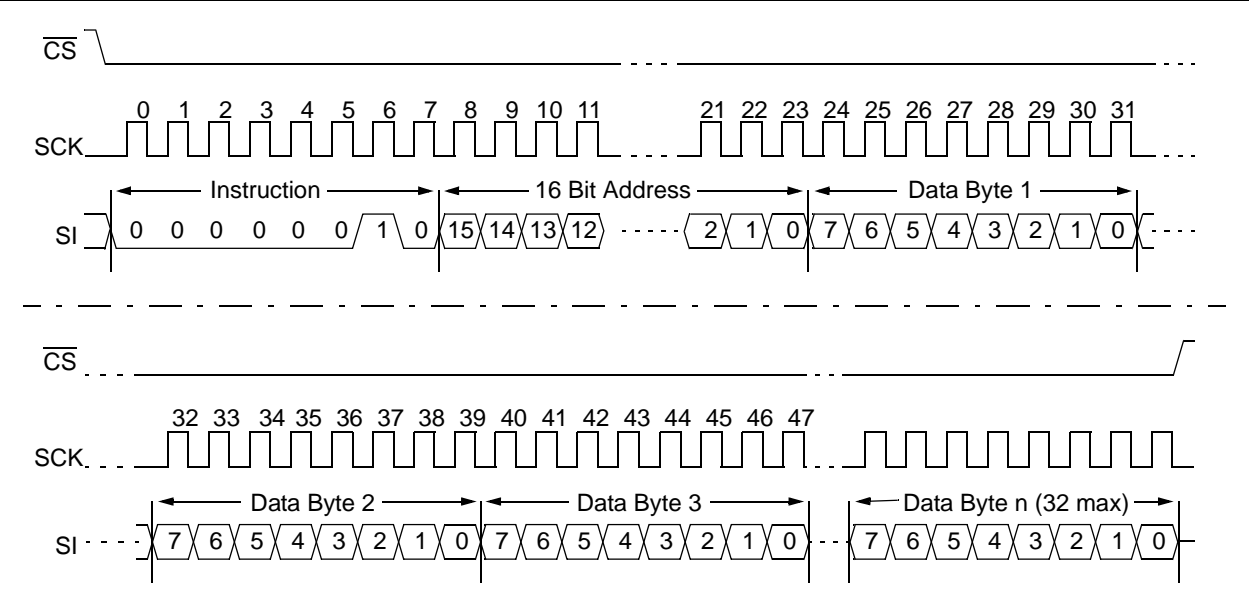 CS
0 1 2 3 4 5 6 7 8 9 10 11 21 22 23 24 25 26 27 28 29 30 31
SCK
Instruction 16 Bit Address Data Byte 1
SI 0 0 0 0 0 0 1 0 15 14 13 12 2 1 0 7 6 5 4 3 2 1 0
CS
32 33 34 35 36 37 38 39 40 41 42 43 44 45 46 47
SCK
Data Byte 2 Data Byte 3 Data Byte n (32 max)
SI 7 6 5 4 3 2 1 0 7 6 5 4 3 2 1 0 7 6 5 4 3 2 1 0